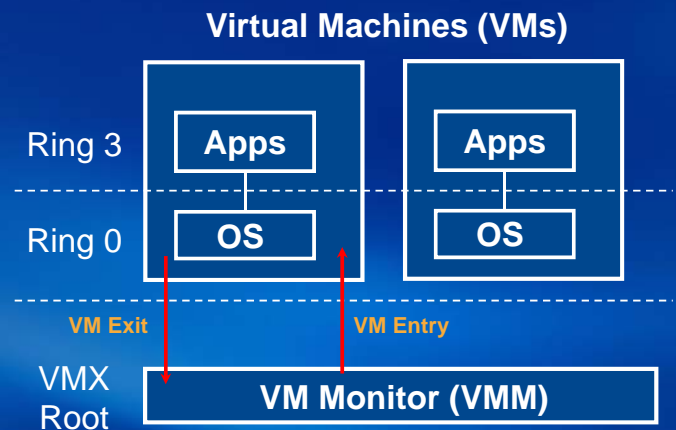 Virtual Machines (VMs)
Ring 3
Apps
Apps
Ring 0
OS
OS
VM Exit
VM Entry
VMX
Root
VM Monitor (VMM)